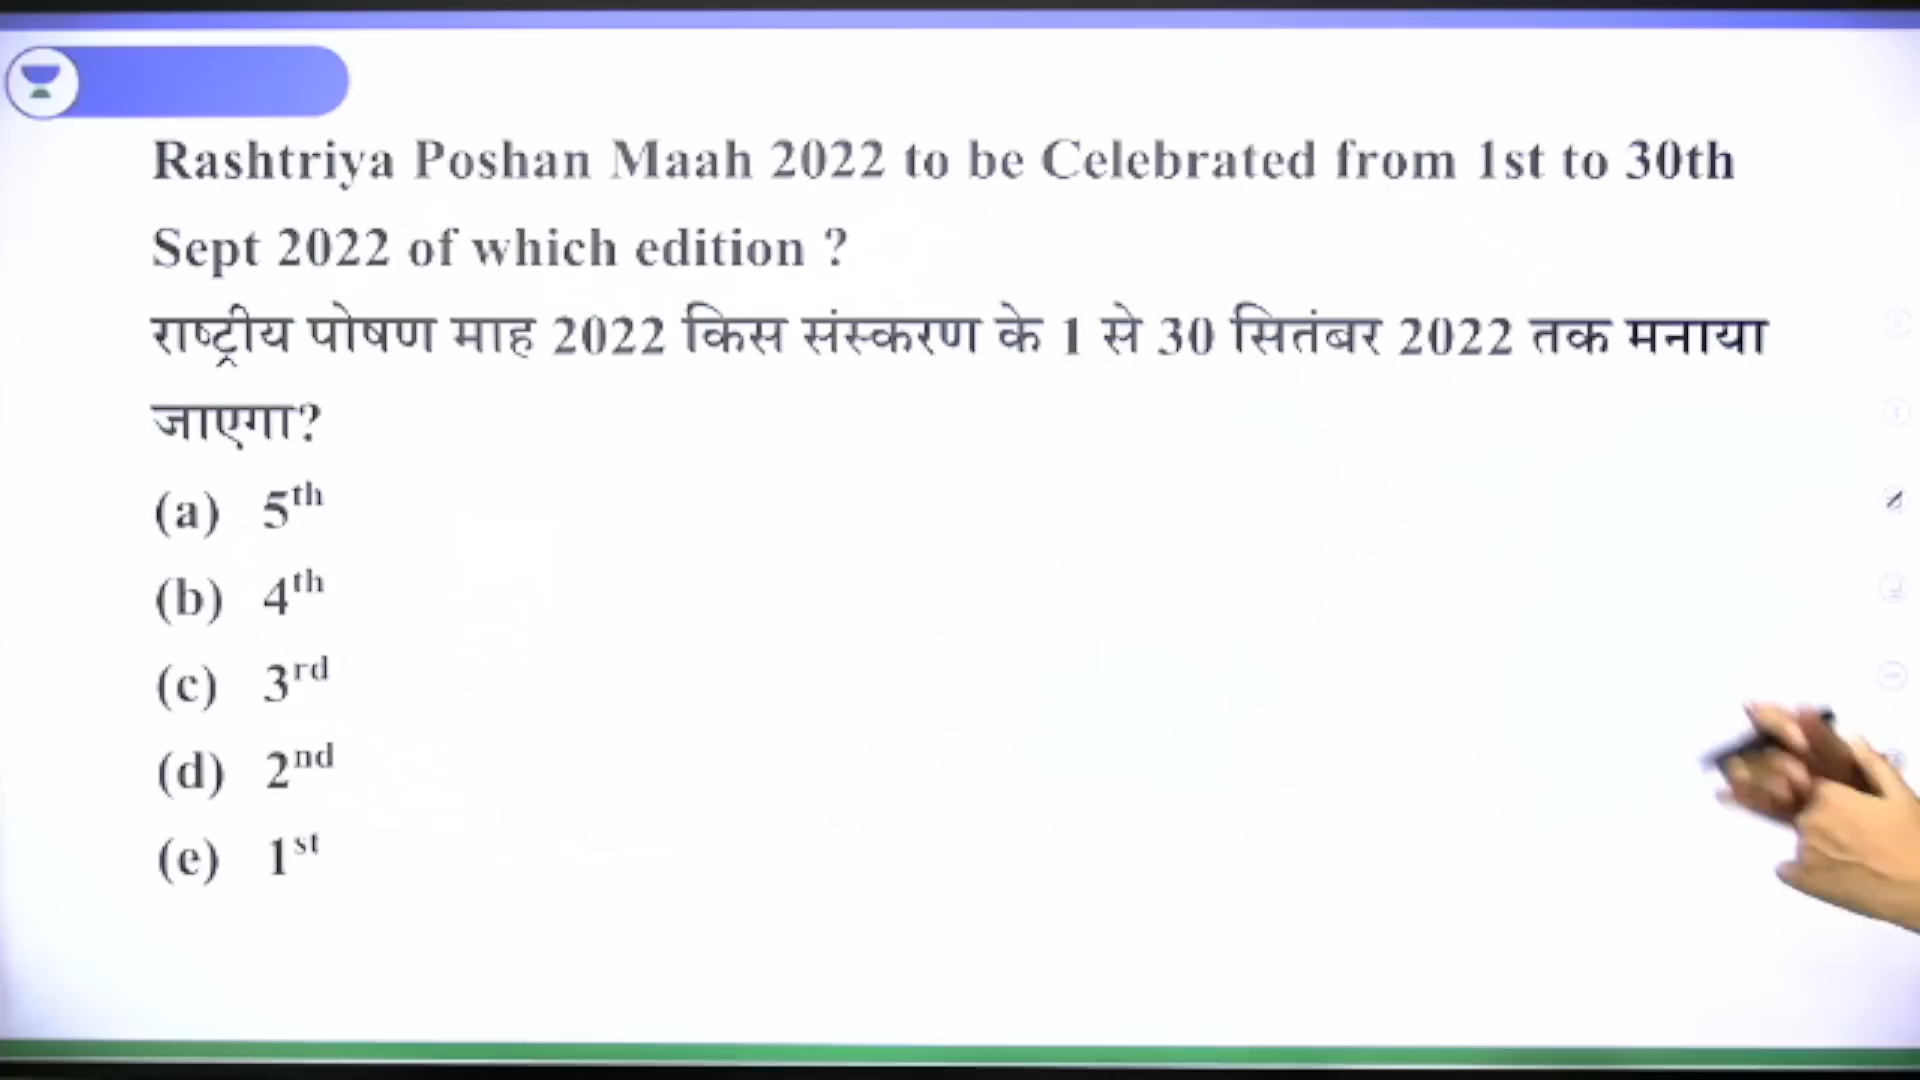 Rashtriya Poshan Maah 2022 to be Celebrated from 1st to 30th
Sept 2022 of which edition ?
राष्ट्रीय पोषण माह 2022 किस संस्करण के 1 से 30 सितंबर 2022 तक मनाया
जाएगा?
(a) 5th
(b) 4th
(c) 3rd
(d) 2nd
(e) 1st